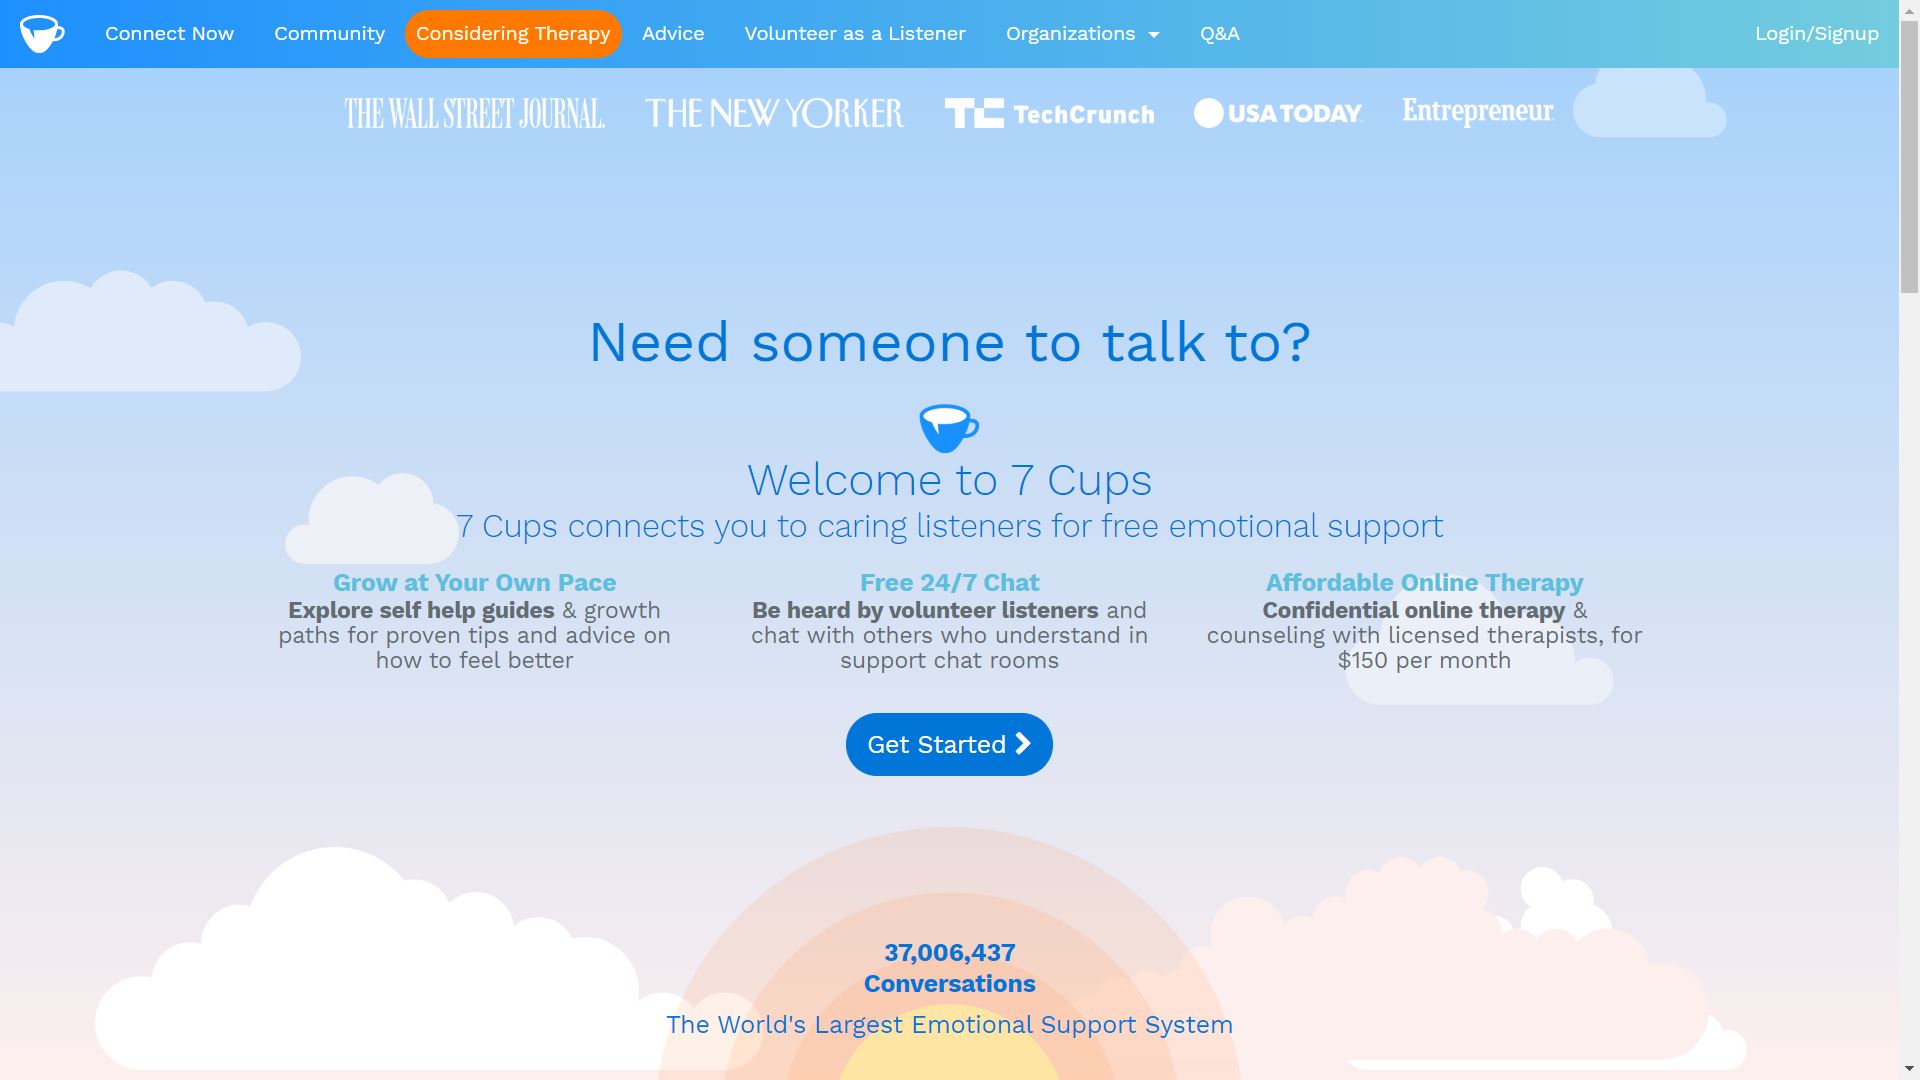 Connect Now Community Considering Therapy Advice Volunteer as a Listener Organizations Q&A Login/Signup
THE WALL STREET JOURNAL. THE NEW YORKER TC TechCrunch USA TODAY Entrepreneur
Need someone to talk to?
Welcome to 7 Cups
7 Cups connects you to caring listeners for free emotional support
Grow at Your Own Pace
Explore self help guides & growth
paths for proven tips and advice on
how to feel better
Free 24/7 Chat
Be heard by volunteer listeners and
chat with others who understand in
support chat rooms
Affordable Online Therapy
Confidential online therapy &
counseling with licensed therapists, for
$150 per month
Get Started
37,006,437
Conversations
The World's Largest Emotional Support System